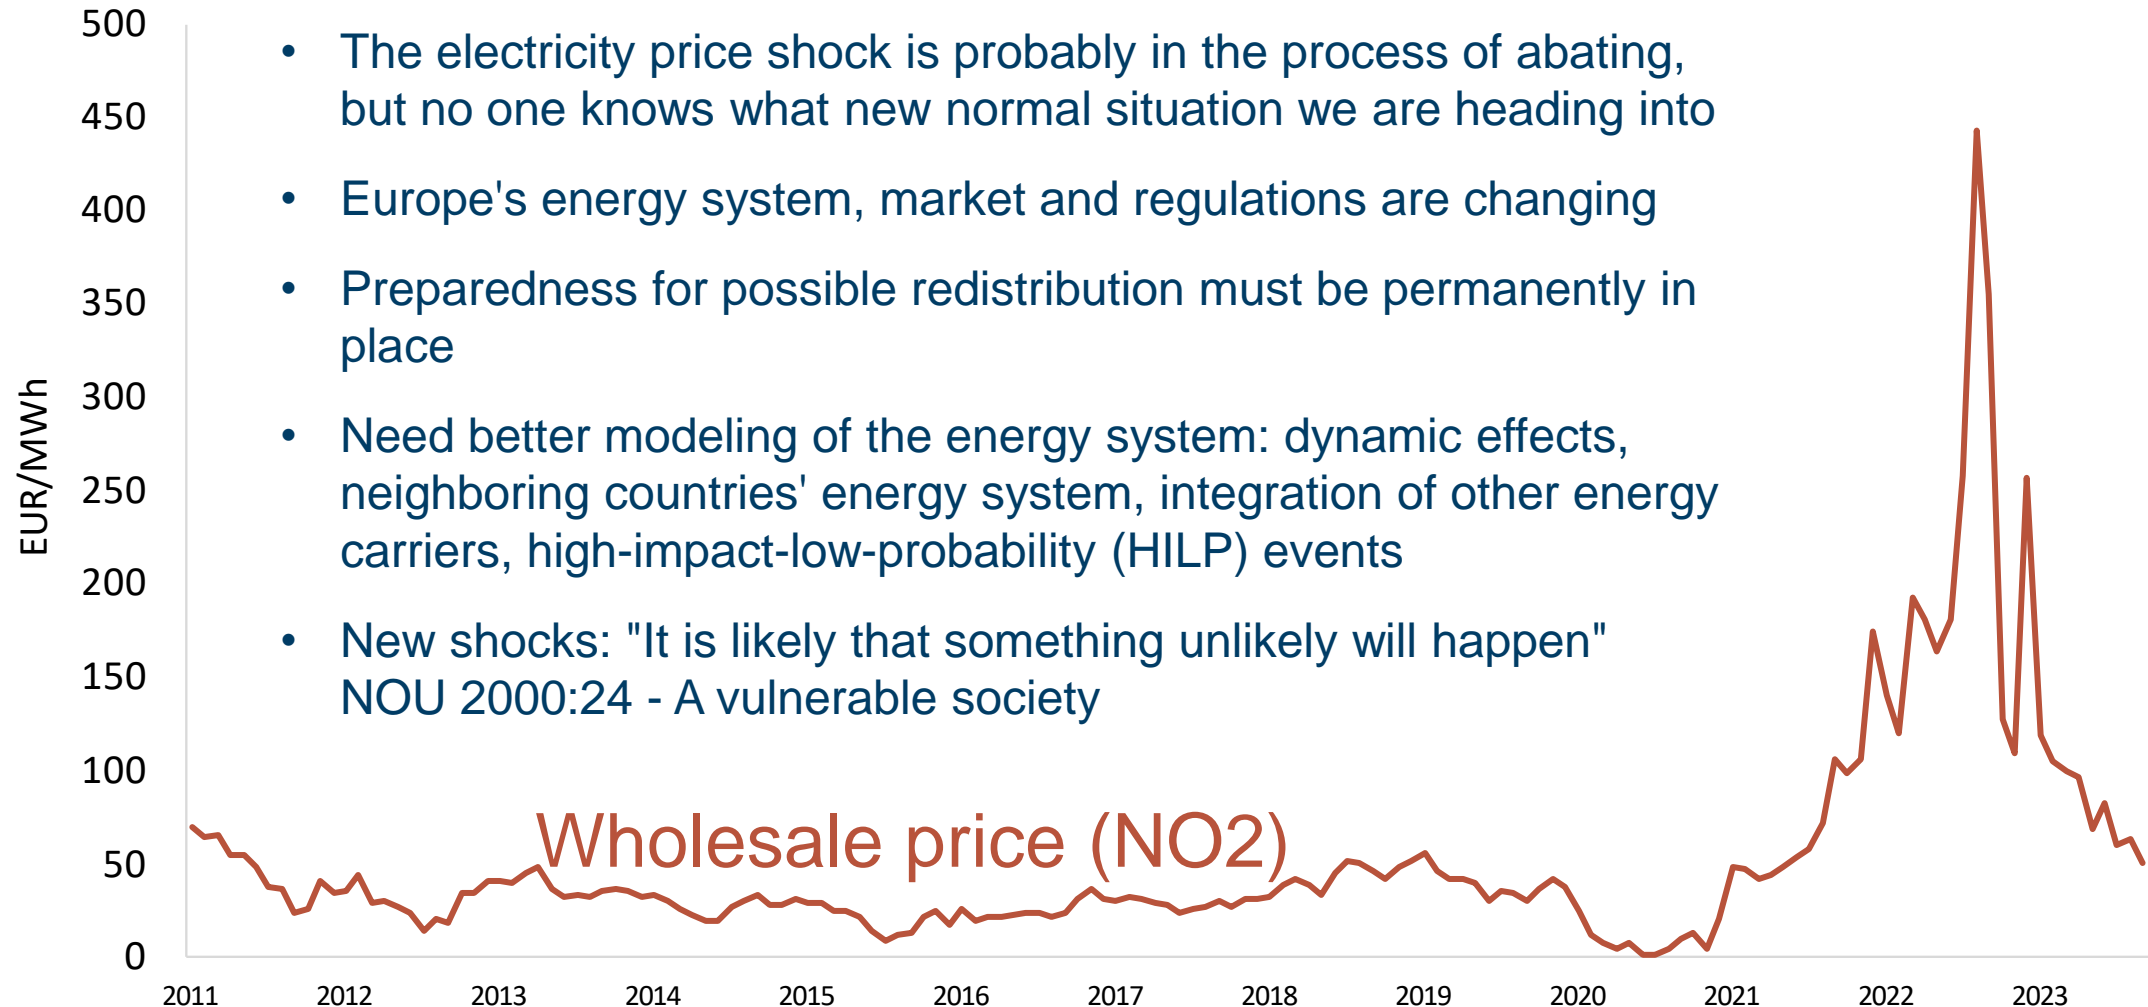 500
450
400
350
300
250
200
150
100
50
0
EUR/MWh
• The electricity price shock is probably in the process of abating,
but no one knows what new normal situation we are heading into
• Europe's energy system, market and regulations are changing
• Preparedness for possible redistribution must be permanently in
place
• Need better modeling of the energy system: dynamic effects,
neighboring countries' energy system, integration of other energy
carriers, high-impact-low-probability (HILP) events
• New shocks: "It is likely that something unlikely will happen"
NOU 2000:24 - A vulnerable society
Wholesale price (NO2)
2011 2012 2013 2014 2015 2016 2017 2018 2019 2020 2021 2022 2023